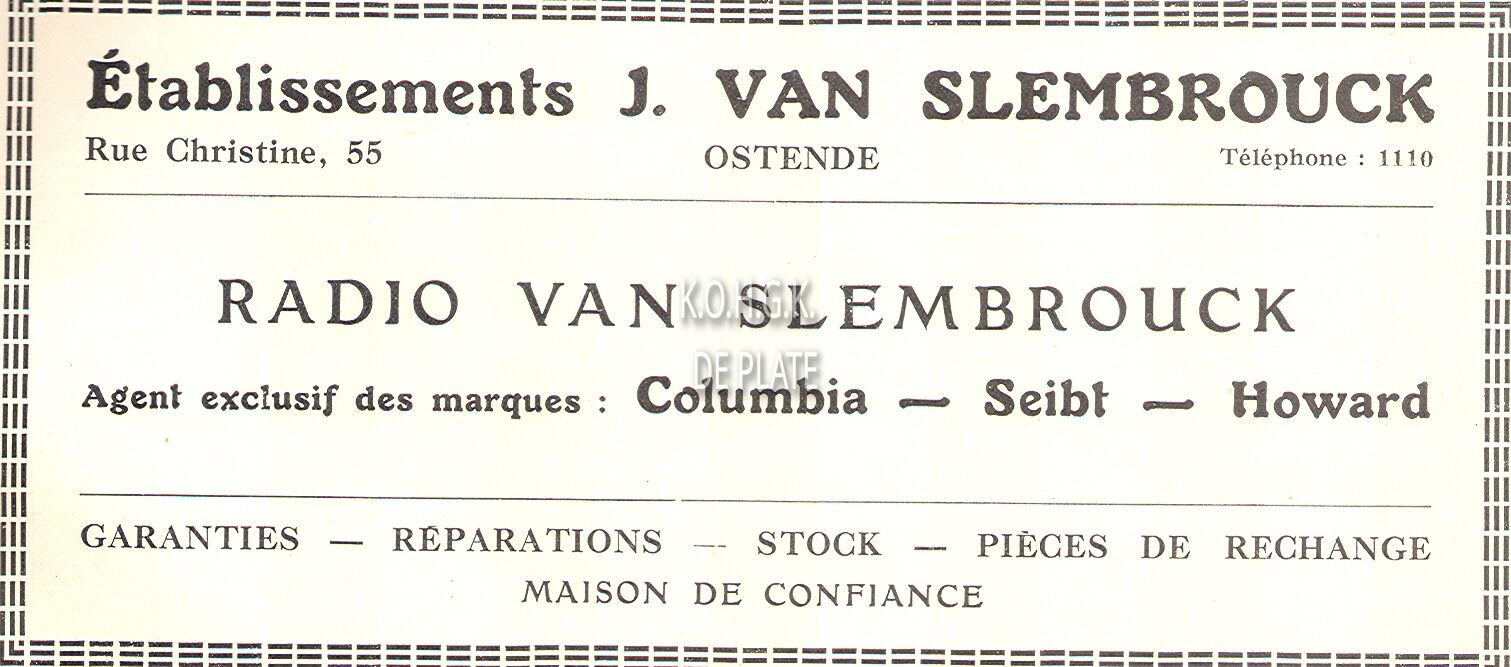 Établissements J. VAN SLEMBROUCK
Rue Christine, 55 OSTENDE Téléphone : 1110
RADIO VAN SLEMBROUCK
K.O.H.G.K.
DE PLATE
Agent exclusif des marques : Columbia — Seibt — Howard
GARANTIES — RÉPARATIONS — STOCK — PIÈCES DE RECHANGE
MAISON DE CONFIANCE